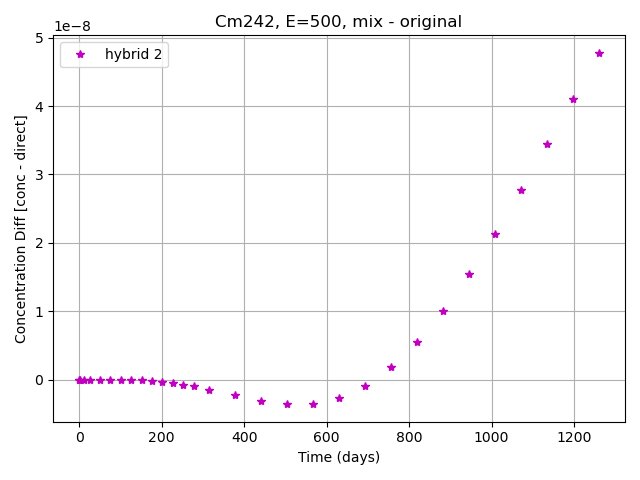 Cm242, E=500, mix - original
1e−8
hybrid 2
Concentration Diff [conc - direct]
5
4
3
2
1
0
0 200 400 600 800 1000 1200
Time (days)